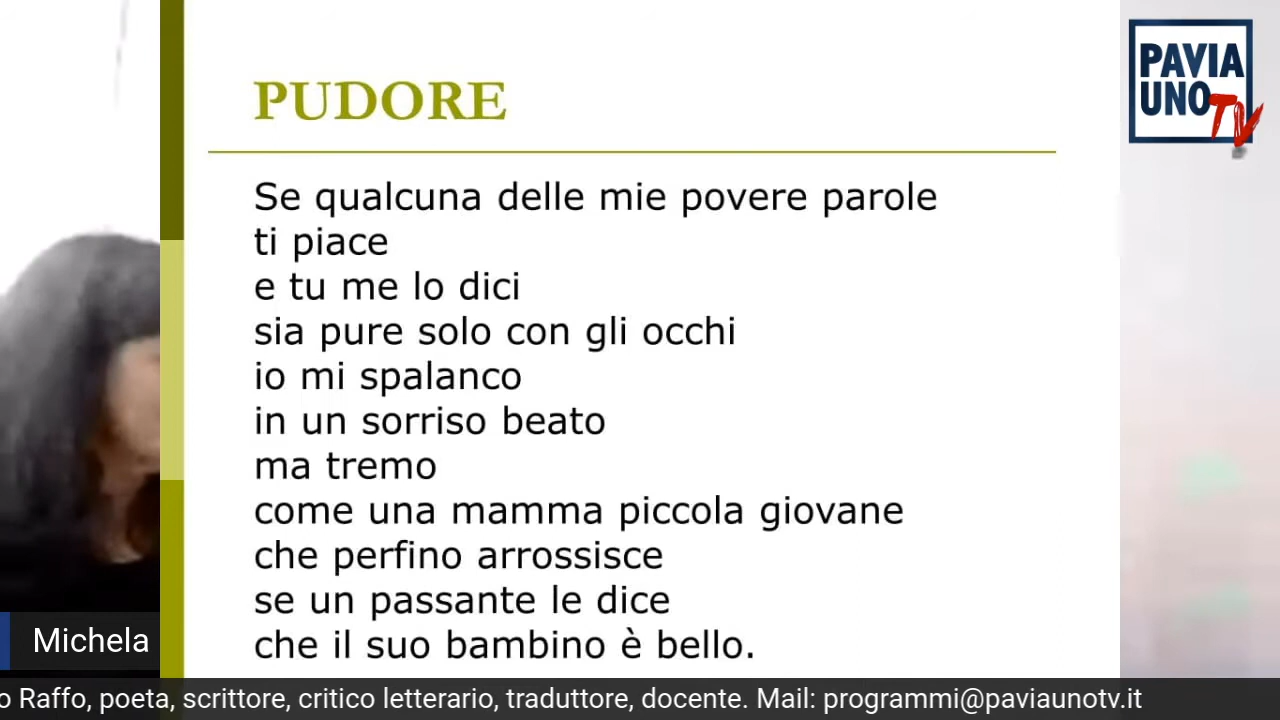 PAVIA
UNO TV
PUDORE
Se qualcuna delle mie povere parole
ti piace
e tu me lo dici
sia pure solo con gli occhi
io mi spalanco
in un sorriso beato
ma tremo
come una mamma piccola giovane
che perfino arrossisce
se un passante le dice
che il suo bambino è bello.
Michela
o Raffo, poeta, scrittore, critico letterario, traduttore, docente. Mail: programmi@paviaunotv.it